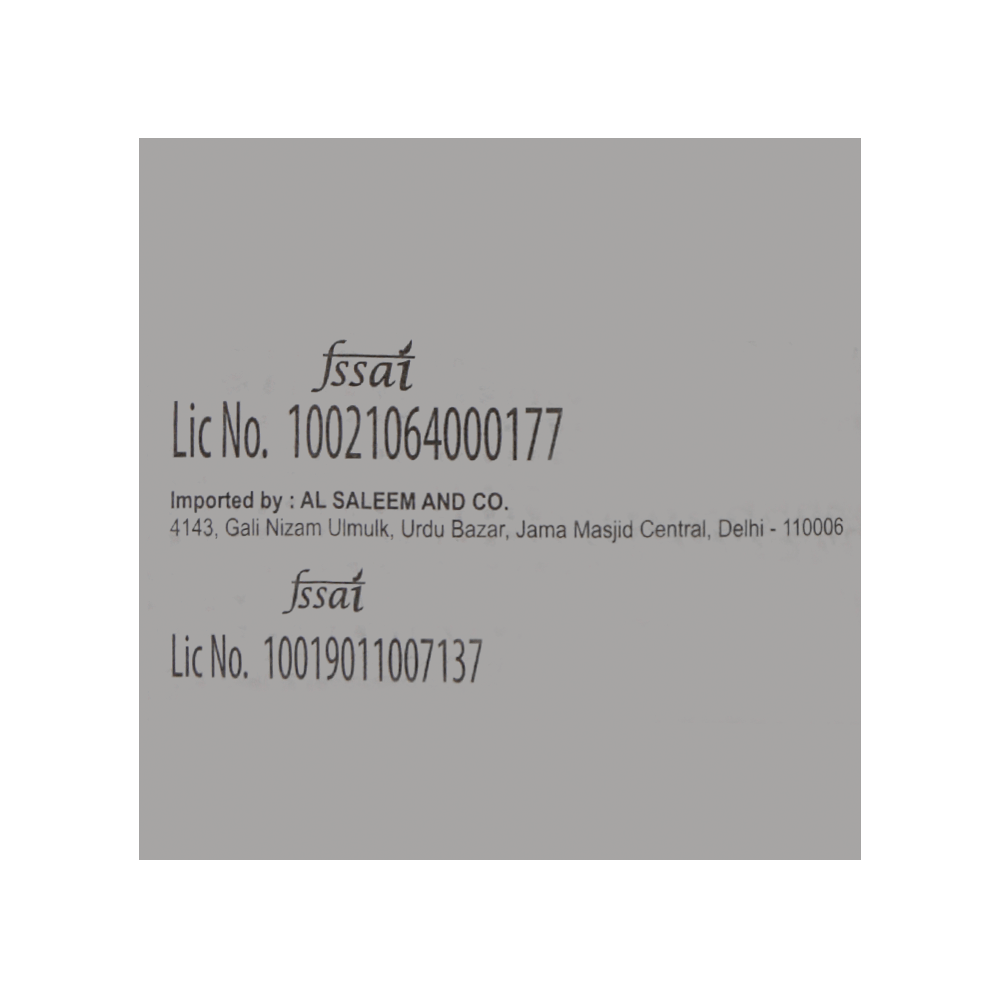 fssai
Lic No. 10021064000177
Imported by : AL SALEEM AND CO.
4143, Gali Nizam Ulmulk, Urdu Bazar, Jama Masjid Central, Delhi - 110006
fssai
Lic No. 10019011007137